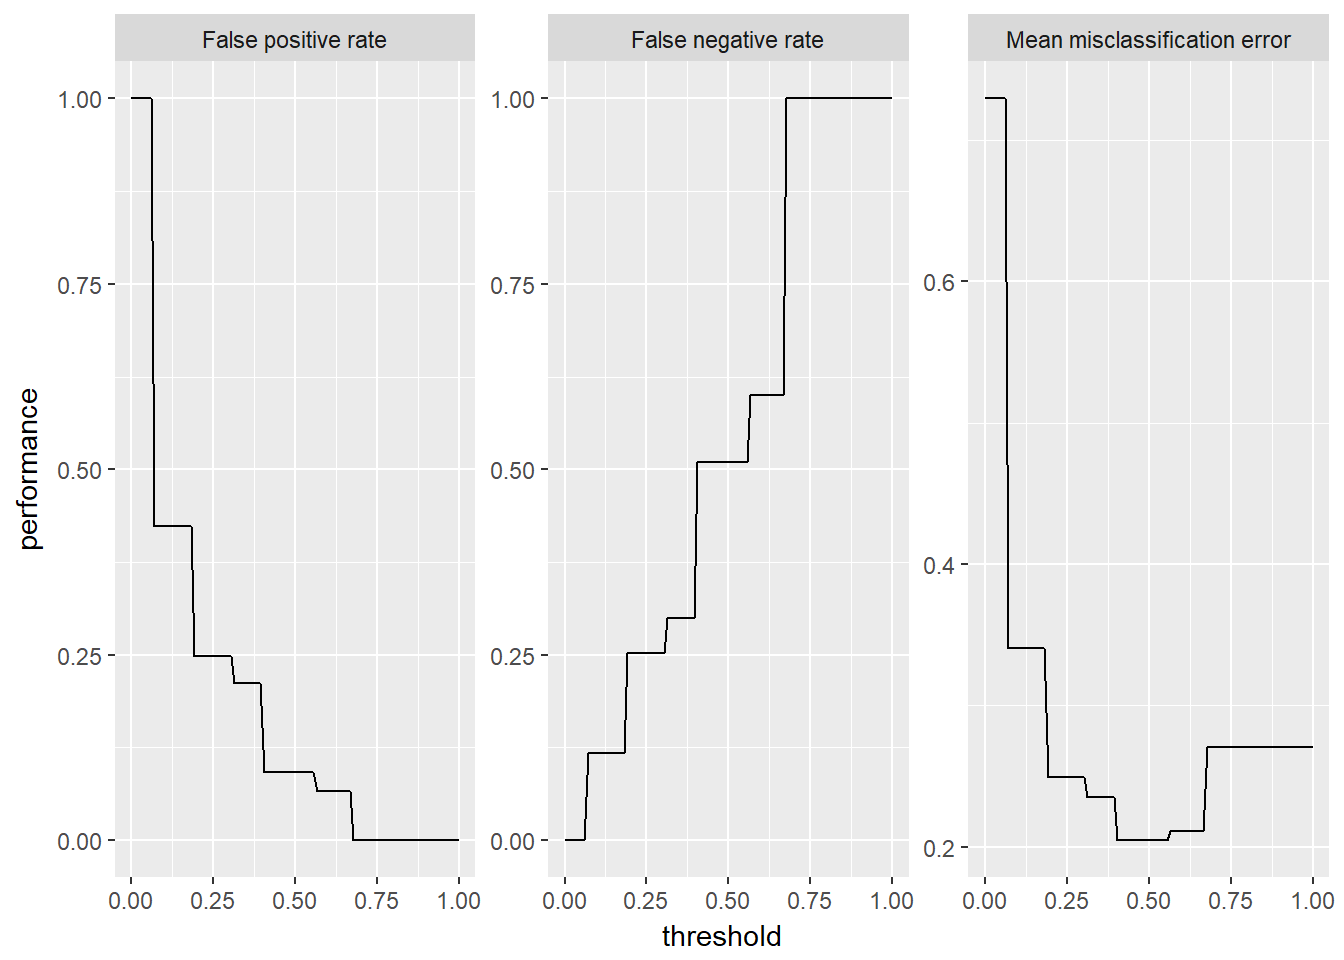 False positive rate
False negative rate
Mean misclassification error
performance
1.00
0.75
0.50
0.25
0.00
1.00
0.75
0.50
0.25
0.00
0.6
0.4
0.2
0.00 0.25 0.50 0.75 1.00
0.00 0.25 0.50 0.75 1.00
0.00 0.25 0.50 0.75 1.00
threshold